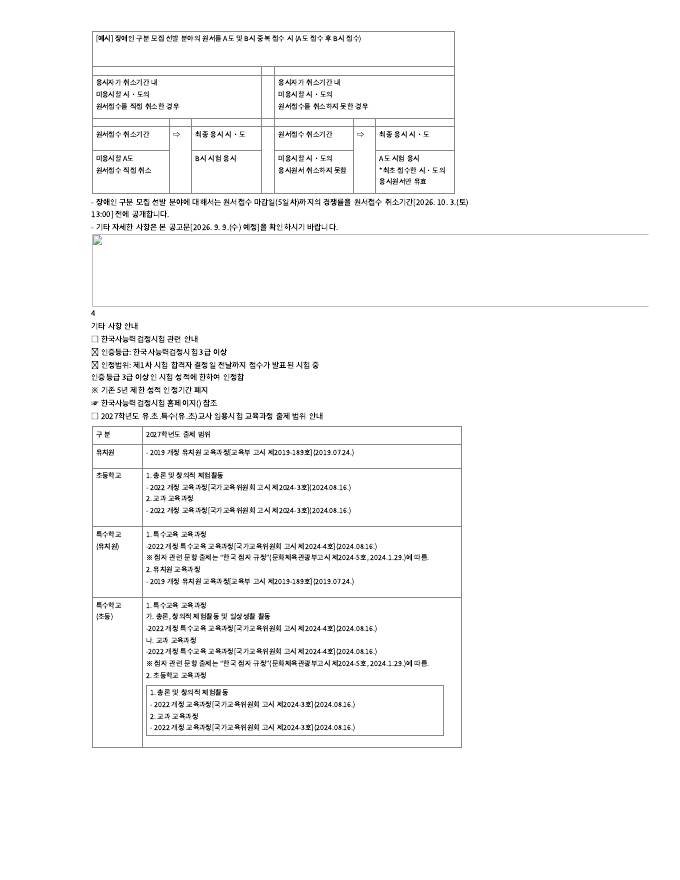 [예시] 장애인 구분 모집 선발 분야의 원서를 A도 및 B시 중복 접수 시 (A도 접수 후 B시 접수)
응시자가 취소기간 내
미응시할 시·도의
원서접수를 직접 취소한 경우
응시자가 취소기간 내
미응시할 시·도의
원서접수를 취소하지 못한 경우
원서접수 취소기간
⇨
최종 응시 시·도
원서접수 취소기간
⇨
최종 응시 시·도
미응시할 A도
원서접수 직접 취소
B시 시험 응시
미응시할 시·도의
응시원서 취소하지 못함
A도 시험 응시
*최초 접수한 시·도의
응시원서만 유효
- 장애인 구분 모집 선발 분야에 대해서는 원서접수 마감일(5일차)까지의 경쟁률을 원서접수 취소기간[2026. 10. 3.(토)
13:00] 전에 공개합니다.
- 기타 자세한 사항은 본 공고문[2026. 9. 9.(수) 예정]을 확인하시기 바랍니다.
4
기타 사항 안내
□ 한국사능력검정시험 관련 안내
☒ 인증등급: 한국사능력검정시험 3급 이상
☒ 인정범위: 제1차 시험 합격자 결정일 전날까지 점수가 발표된 시험 중
인증등급 3급 이상인 시험 성적에 한하여 인정함
※ 기존 5년 제한 성적 인정기간 폐지
☞ 한국사능력검정시험 홈페이지() 참조
□ 2027학년도 유·초·특수(유·초)교사 임용시험 교육과정 출제 범위 안내
구 분
2027학년도 출제 범위
유치원
- 2019 개정 유치원 교육과정[교육부 고시 제2019-189호](2019.07.24.)
초등학교
1. 총론 및 창의적 체험활동
- 2022 개정 교육과정[국가교육위원회 고시 제2024-3호](2024.08.16.)
2. 교과 교육과정
- 2022 개정 교육과정[국가교육위원회 고시 제2024-3호](2024.08.16.)
특수학교
(유치원)
1. 특수교육 교육과정
-2022 개정 특수교육 교육과정[국가교육위원회 고시 제2024-4호](2024.08.16.)
※ 점자 관련 문항 출제는 "한국 점자 규정"(문화체육관광부고시 제2024-5호, 2024.1.29.)에 따름.
2. 유치원 교육과정
- 2019 개정 유치원 교육과정[교육부 고시 제2019-189호](2019.07.24.)
특수학교
(초등)
1. 특수교육 교육과정
가. 총론, 창의적 체험활동 및 일상생활 활동
-2022 개정 특수교육 교육과정[국가교육위원회 고시 제2024-4호](2024.08.16.)
나. 교과 교육과정
-2022 개정 특수교육 교육과정[국가교육위원회 고시 제2024-4호](2024.08.16.)
※ 점자 관련 문항 출제는 "한국 점자 규정"(문화체육관광부고시 제2024-5호, 2024.1.29.)에 따름.
2. 초등학교 교육과정
1. 총론 및 창의적 체험활동
- 2022 개정 교육과정[국가교육위원회 고시 제2024-3호](2024.08.16.)
2. 교과 교육과정
- 2022 개정 교육과정[국가교육위원회 고시 제2024-3호](2024.08.16.)